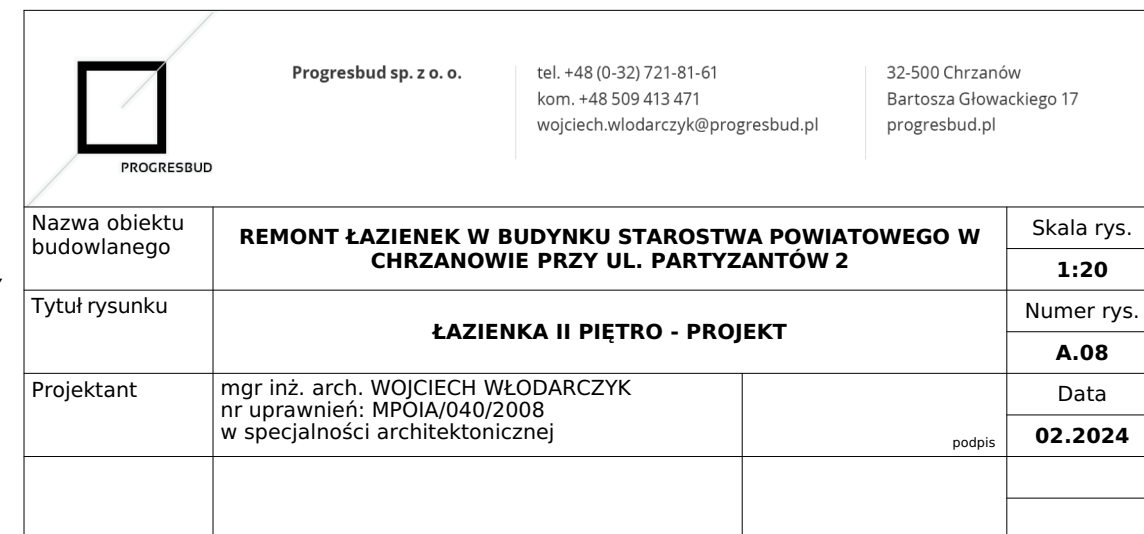 PROGRESBUD
Progresbud sp. z o. o.
tel. +48 (0-32) 721-81-61
kom. +48 509 413 471
wojciech.wlodarczyk@progresbud.pl
32-500 Chrzanów
Bartosza Głowackiego 17
progresbud.pl
Nazwa obiektu
budowlanego
REMONT ŁAZIENEK W BUDYNKU STAROSTWA POWIATOWEGO W
CHRZANOWIE PRZY UL. PARTYZANTÓW 2
Skala rys.
1:20
Tytuł rysunku
ŁAZIENKA II PIĘTRO - PROJEKT
Numer rys.
A.08
Projektant
mgr inż. arch. WOJCIECH WŁODARCZYK
nr uprawnień: MPOIA/040/2008
w specjalności architektonicznej
podpis
Data
02.2024